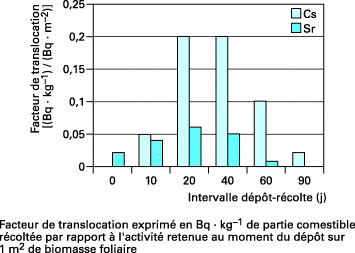 Facteur de translocation
[(Bq · kg⁻¹) / (Bq · m⁻²)]
0,25
0,2
0,15
0,1
0,05
0
Cs
Sr
0 10 20 40 60 90
Intervalle dépôt-récolte (j)
Facteur de translocation exprimé en Bq · kg⁻¹ de partie comestible
récoltée par rapport à l'activité retenue au moment du dépôt sur
1 m² de biomasse foliaire